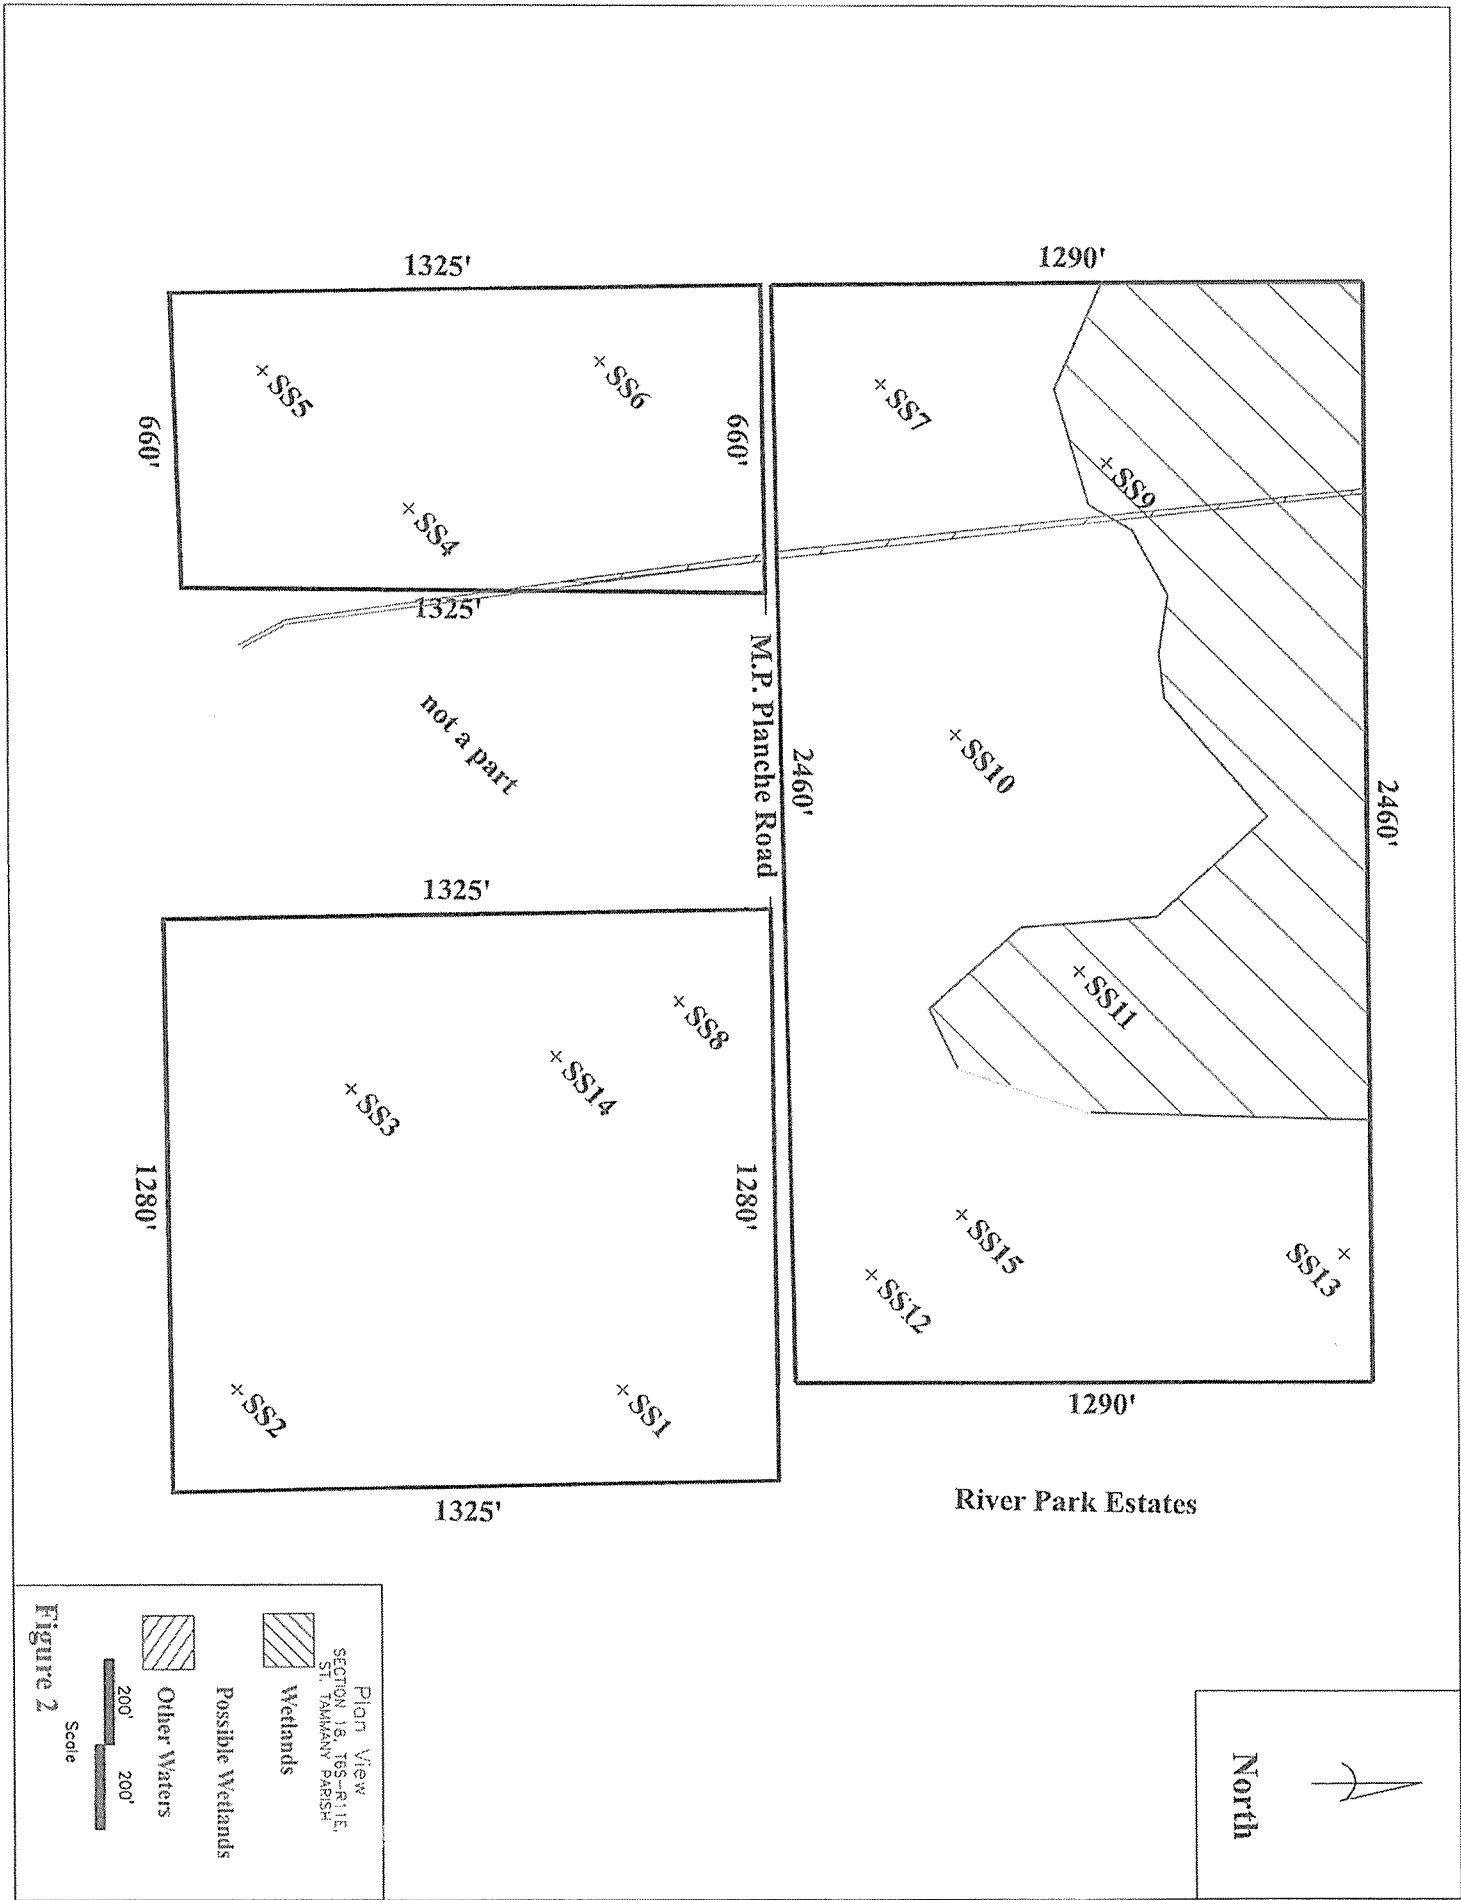 1290'
2460'
SS7
SS9
SS10
SS11
SS13
SS15
SS12
2460'
1290'
M.P. Planche Road
River Park Estates
1325'
660'
SS6
SS5
SS4
660'
1325'
not a part
1325'
1280'
SS8
SS14
SS3
SS1
SS2
1280'
1325'
North
Plan View
SECTION 18, T6S-R11E,
ST. TAMMANY PARISH
Wetlands
Possible Wetlands
Other Waters
200' 200'
Scale
Figure 2